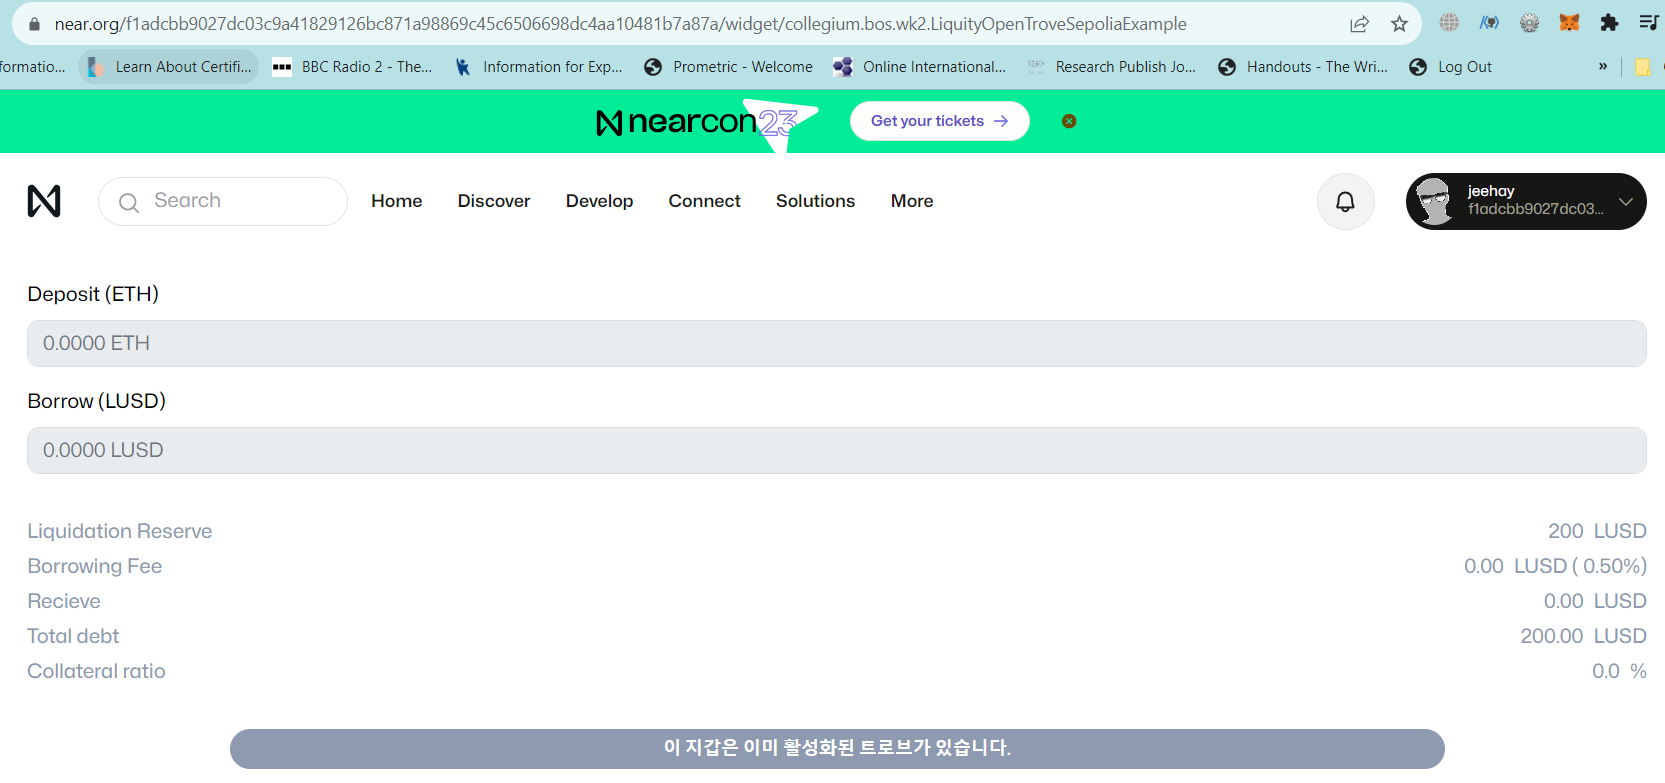 near.org/f1adcbb9027dc03c9a41829126bc871a98869c45c6506698dc4aa10481b7a87a/widget/collegium.bos.wk2.LiquityOpenTroveSepoliaExample
formatio... Learn About Certifi... BBC Radio 2 - The... Information for Exp... Prometric - Welcome Online International... Research Publish Jo... Handouts - The Wri... Log Out »
nearcon23 Get your tickets →
Search Home Discover Develop Connect Solutions More jeehay
f1adcbb9027dc03...
Deposit (ETH)
0.0000 ETH
Borrow (LUSD)
0.0000 LUSD
Liquidation Reserve 200 LUSD
Borrowing Fee 0.00 LUSD ( 0.50%)
Recieve 0.00 LUSD
Total debt 200.00 LUSD
Collateral ratio 0.0 %
이 지갑은 이미 활성화된 트로브가 있습니다.